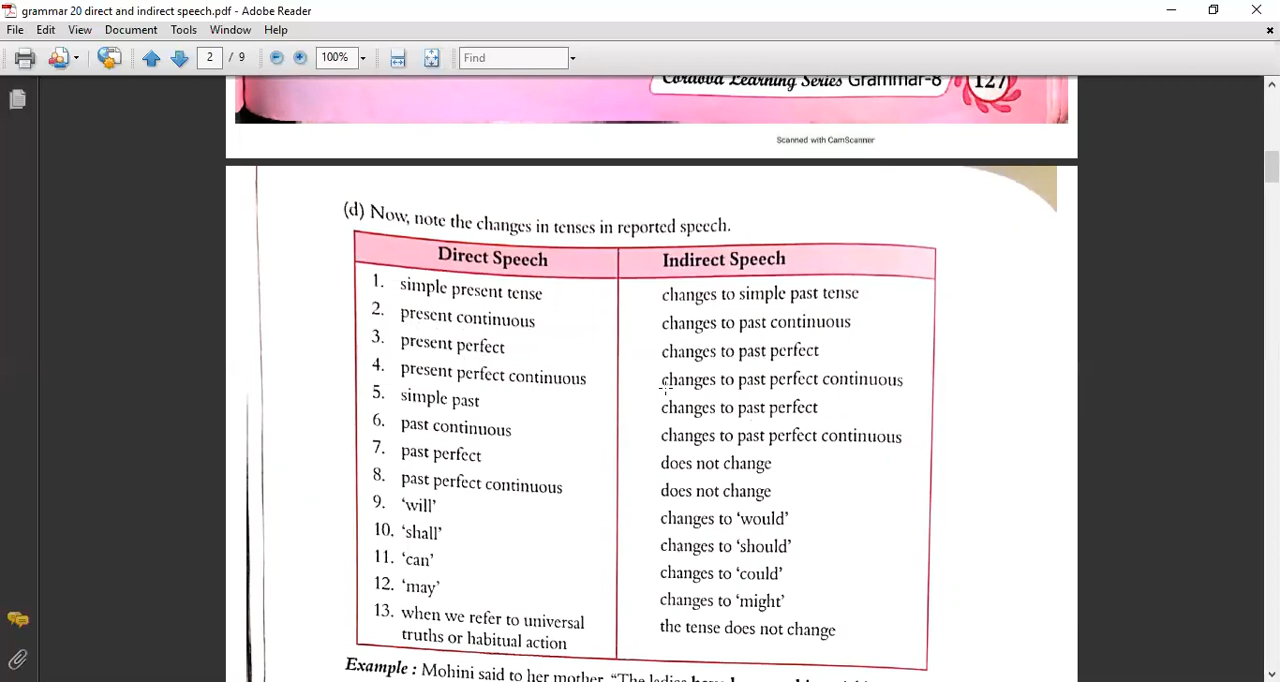 grammar 20 direct and indirect speech.pdf - Adobe Reader
File Edit View Document Tools Window Help
2 / 9 100% Find
Cordova Learning Series Grammar-8 127
Scanned with CamScanner
(d) Now, note the changes in tenses in reported speech.
Direct Speech Indirect Speech
1. simple present tense changes to simple past tense
2. present continuous changes to past continuous
3. present perfect changes to past perfect
4. present perfect continuous changes to past perfect continuous
5. simple past changes to past perfect
6. past continuous changes to past perfect continuous
7. past perfect does not change
8. past perfect continuous does not change
9. ‘will’ changes to ‘would’
10. ‘shall’ changes to ‘should’
11. ‘can’ changes to ‘could’
12. ‘may’ changes to ‘might’
13. when we refer to universal the tense does not change
truths or habitual action
Example : Mohini said to her mother, “The ladies have